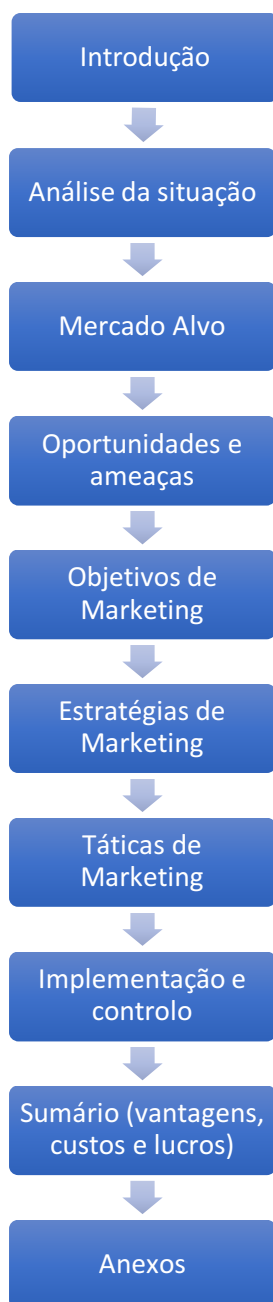 Introdução
Análise da situação
Mercado Alvo
Oportunidades e
ameaças
Objetivos de
Marketing
Estratégias de
Marketing
Táticas de
Marketing
Implementação e
controlo
Sumário (vantagens,
custos e lucros)
Anexos